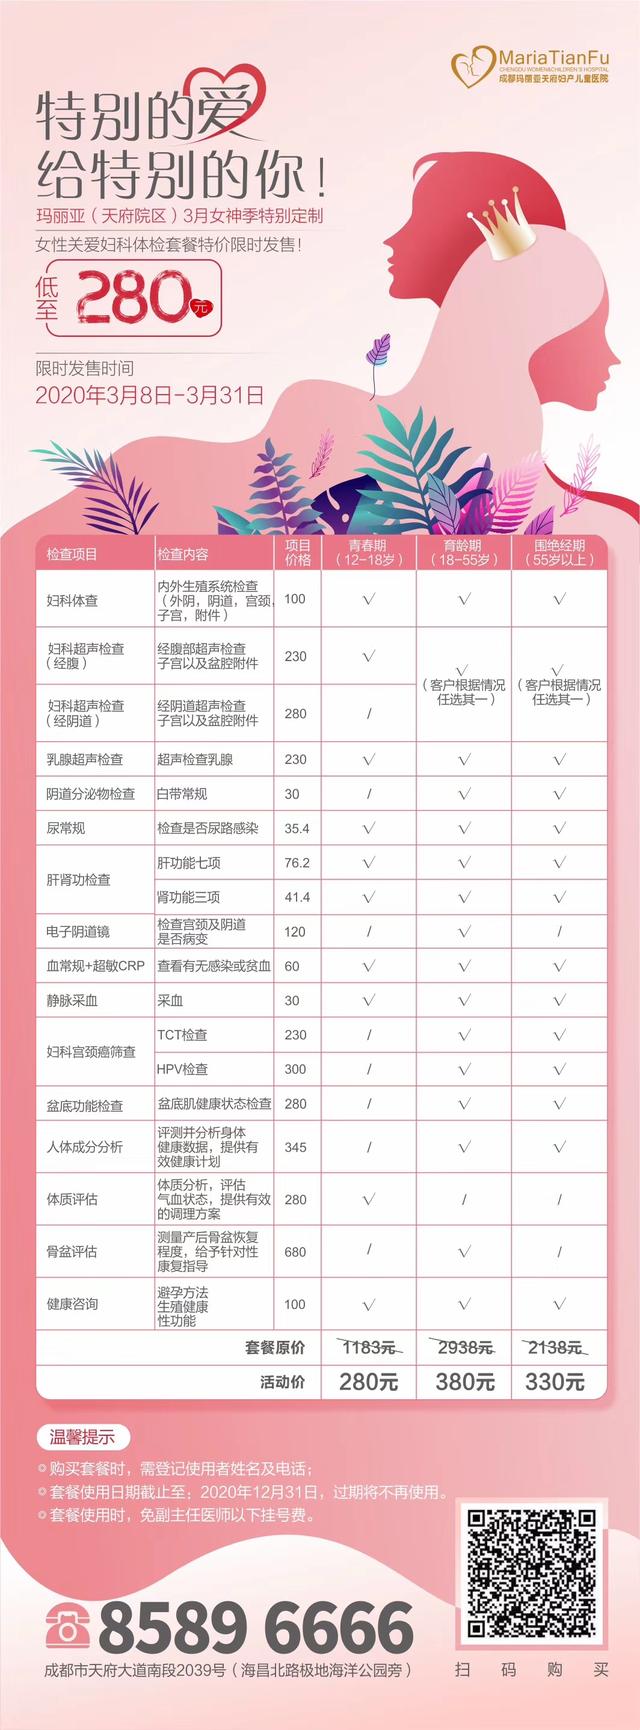 MariaTianFu
CHENGDU WOMEN&CHILDREN'S HOSPITAL
成都玛丽亚天府妇产儿童医院
特别的爱
给特别的你！
玛丽亚（天府院区）3月女神季特别定制
女性关爱妇科体检套餐特价限时发售！
低至 280元
限时发售时间
2020年3月8日-3月31日
检查项目 检查内容 项目价格 青春期（12-18岁） 育龄期（18-55岁） 围绝经期（55岁以上）
妇科体查 内外生殖系统检查（外阴，阴道，宫颈，子宫，附件） 100 √ √ √
妇科超声检查（经腹） 经腹部超声检查子宫以及盆腔附件 230 √ √（客户根据情况任选其一） √（客户根据情况任选其一）
妇科超声检查（经阴道） 经阴道超声检查子宫以及盆腔附件 280 /
乳腺超声检查 超声检查乳腺 230 √ √ √
阴道分泌物检查 白带常规 30 / √ √
尿常规 检查是否尿路感染 35.4 √ √ √
肝肾功检查 肝功能七项 76.2 √ √ √
肾功能三项 41.4 √ √ √
电子阴道镜 检查宫颈及阴道是否病变 120 / √ /
血常规+超敏CRP 查看有无感染或贫血 60 √ √ √
静脉采血 采血 30 √ √ √
妇科宫颈癌筛查 TCT检查 230 / √ √
HPV检查 300 / √ √
盆底功能检查 盆底肌健康状态检查 280 / √ √
人体成分分析 评测并分析身体健康数据，提供有效健康计划 345 / √ √
体质评估 体质分析，评估气血状态，提供有效的调理方案 280 √ / /
骨盆评估 测量产后骨盆恢复程度，给予针对性康复指导 680 / √ /
健康咨询 避孕方法 生殖健康 性功能 100 √ √ √
套餐原价 1183元 2938元 2138元
活动价 280元 380元 330元
温馨提示
购买套餐时，需登记使用者姓名及电话；
套餐使用日期截止至：2020年12月31日，过期将不再使用。
套餐使用时，免副主任医师以下挂号费。
8589 6666
成都市天府大道南段2039号（海昌北路极地海洋公园旁）
扫码购买